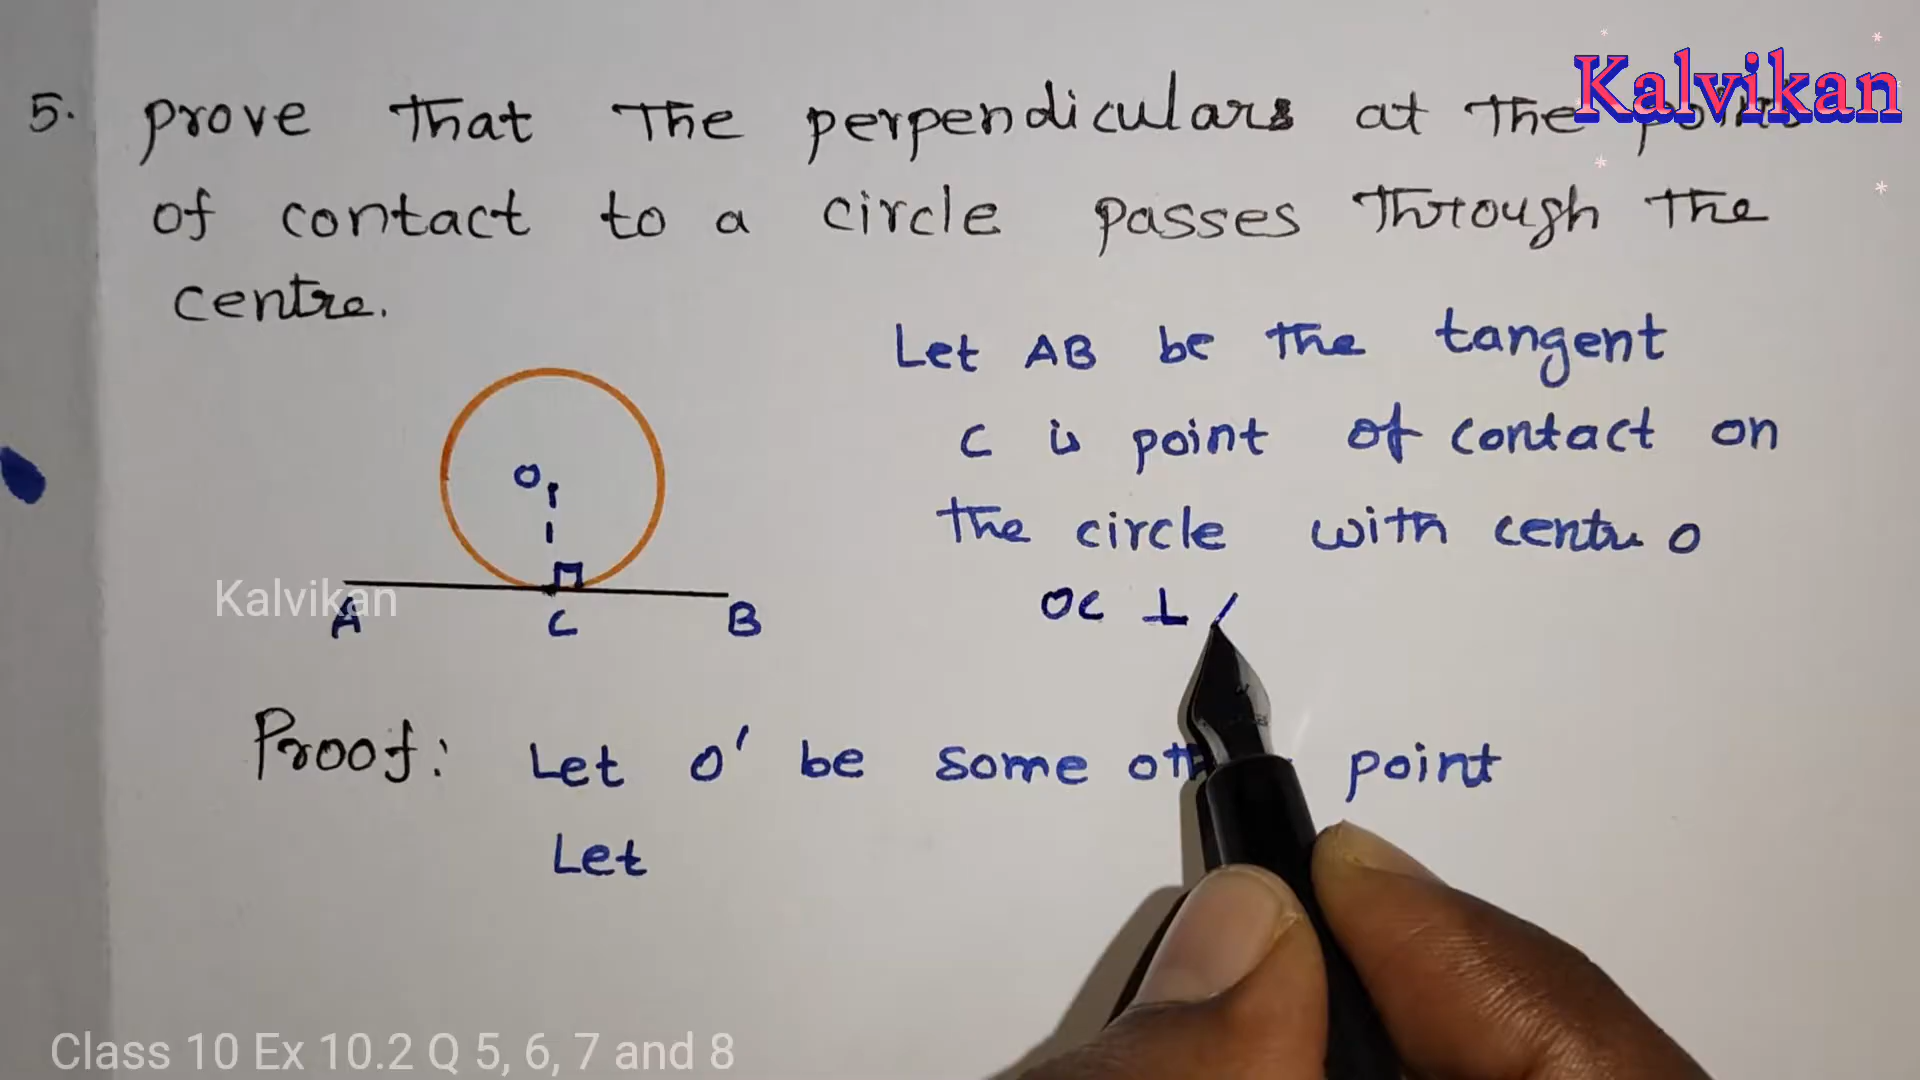 Kalvikan
5. Prove that the perpendiculars at the
of contact to a circle passes through the
centre.
Let AB be the tangent
C is point of contact on
the circle with centre O
OC ⊥
O
A C B
Kalvikan
Proof: Let O' be some point
Let
Class 10 Ex 10.2 Q 5, 6, 7 and 8